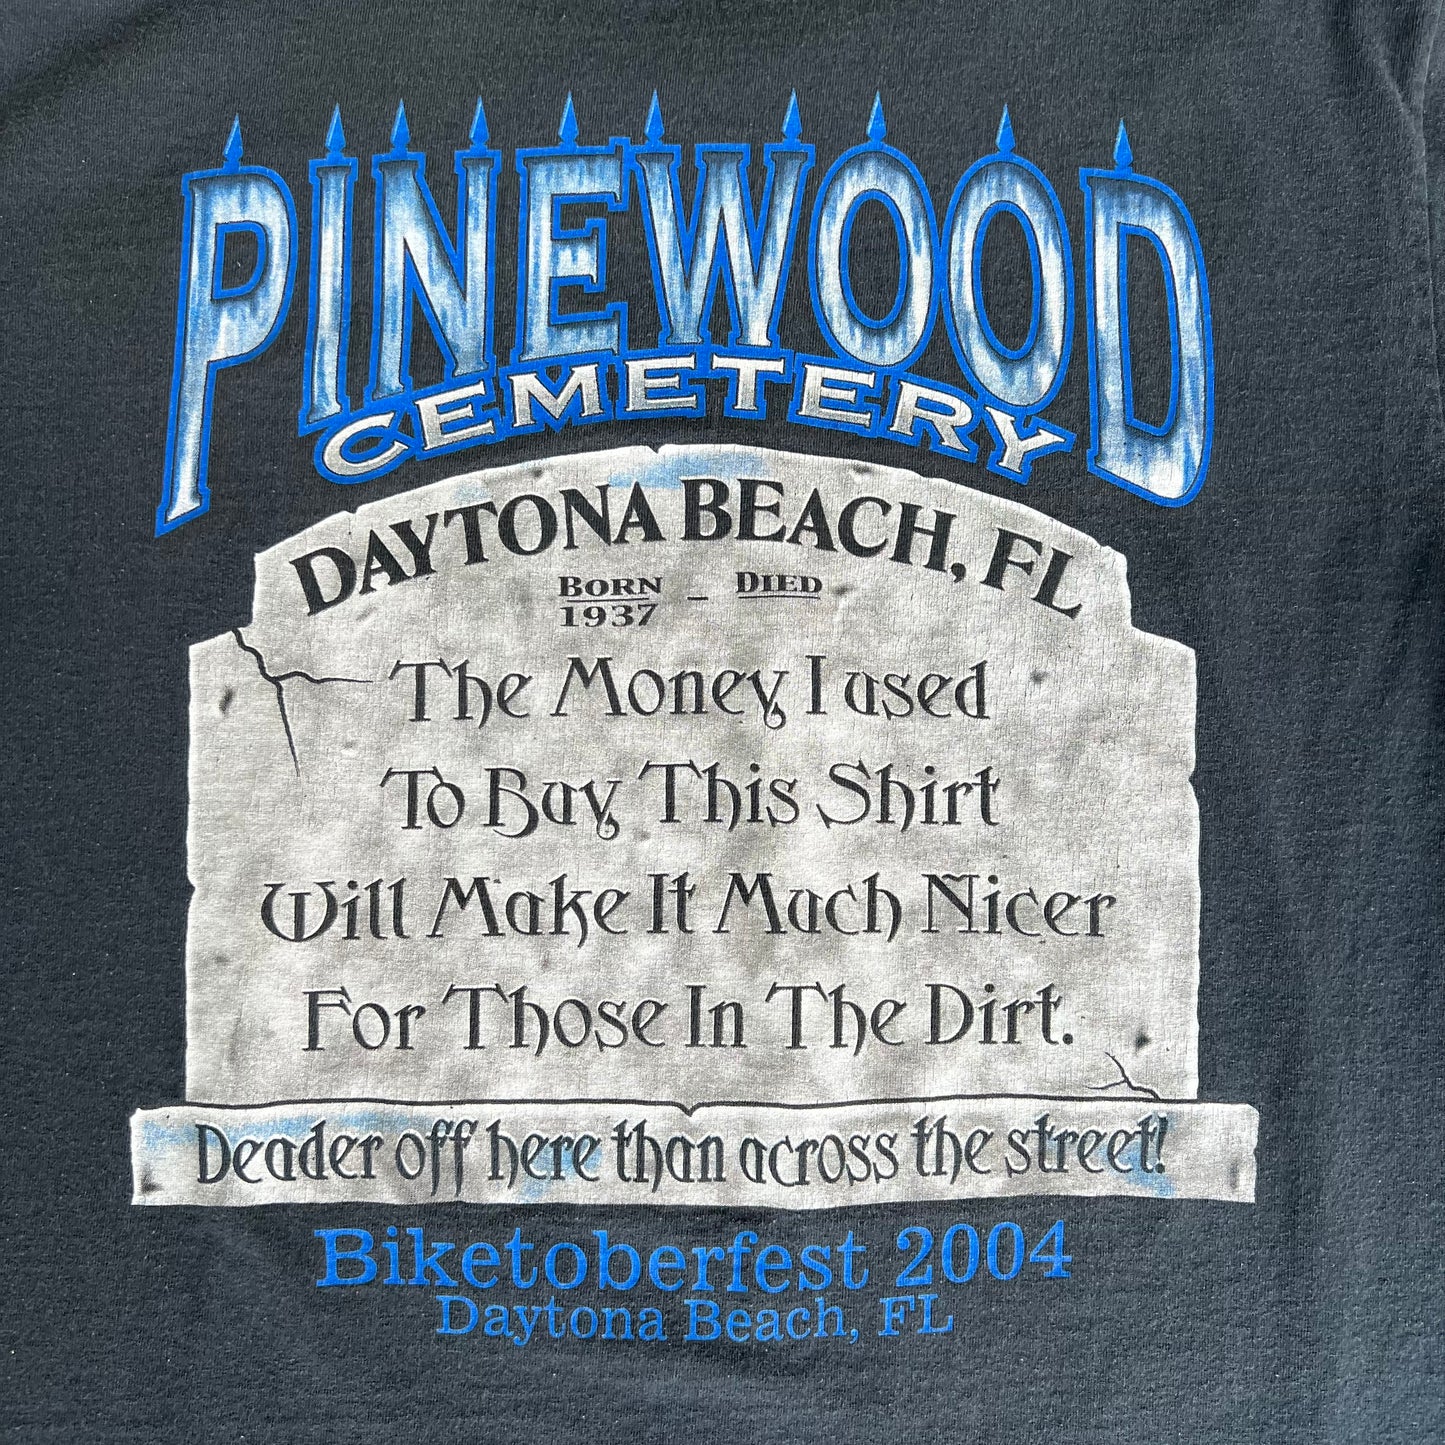 PINEWOOD
CEMETERY
DAYTONA BEACH, FL
BORN – DIED
1937
The Money I used
To Buy This Shirt
Will Make It Much Nicer
For Those In The Dirt.
Deader off here than across the street!
Biketoberfest 2004
Daytona Beach, FL